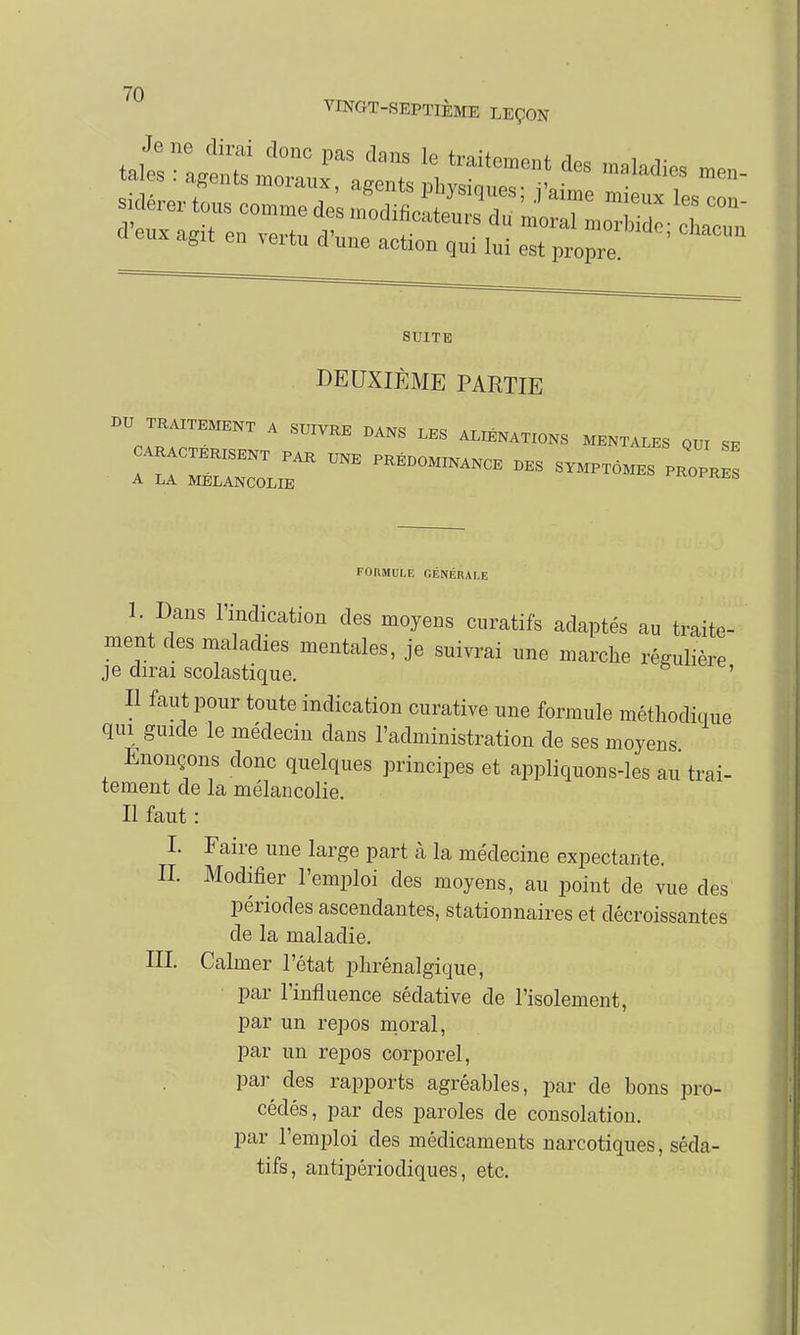 70
VINGT-SEPTIÈME LEÇON
Je ne dirai donc pas dans le traitement des maladies men-
tales : agents moraux, agents physiques; j'aime mieux les con-
sidérer tous comme des modificateurs du moral morbide; chacun
d'eux agit en vertu d'une action qui lui est propre.
SUITE
DEUXIÈME PARTIE
DU TRAITEMENT A SUIVRE DANS LES ALIÉNATIONS MENTALES QUI SE
CARACTÉRISENT PAR UNE PRÉDOMINANCE DES SYMPTÔMES PROPRES
A LA MÉLANCOLIE
FORMULE GÉNÉRALE
1. Dans l'indication des moyens curatifs adaptés au traite-
ment des maladies mentales, je suivrai une marche régulière,
je dirai scolastique.
Il faut pour toute indication curative une formule méthodique
qui guide le médecin dans l'administration de ses moyens.
Énonçons donc quelques principes et appliquons-les au trai-
tement de la mélancolie.
Il faut :
I. Faire une large part à la médecine expectante.
II. Modifier l'emploi des moyens, au point de vue des
périodes ascendantes, stationnaires et décroissantes
de la maladie.
III. Calmer l'état phrénalgique,
par l'influence sédative de l'isolement,
par un repos moral,
par un repos corporel,
par des rapports agréables, par de bons pro-
cédés, par des paroles de consolation.
par l'emploi des médicaments narcotiques, séda-
tifs, antipériodiques, etc.